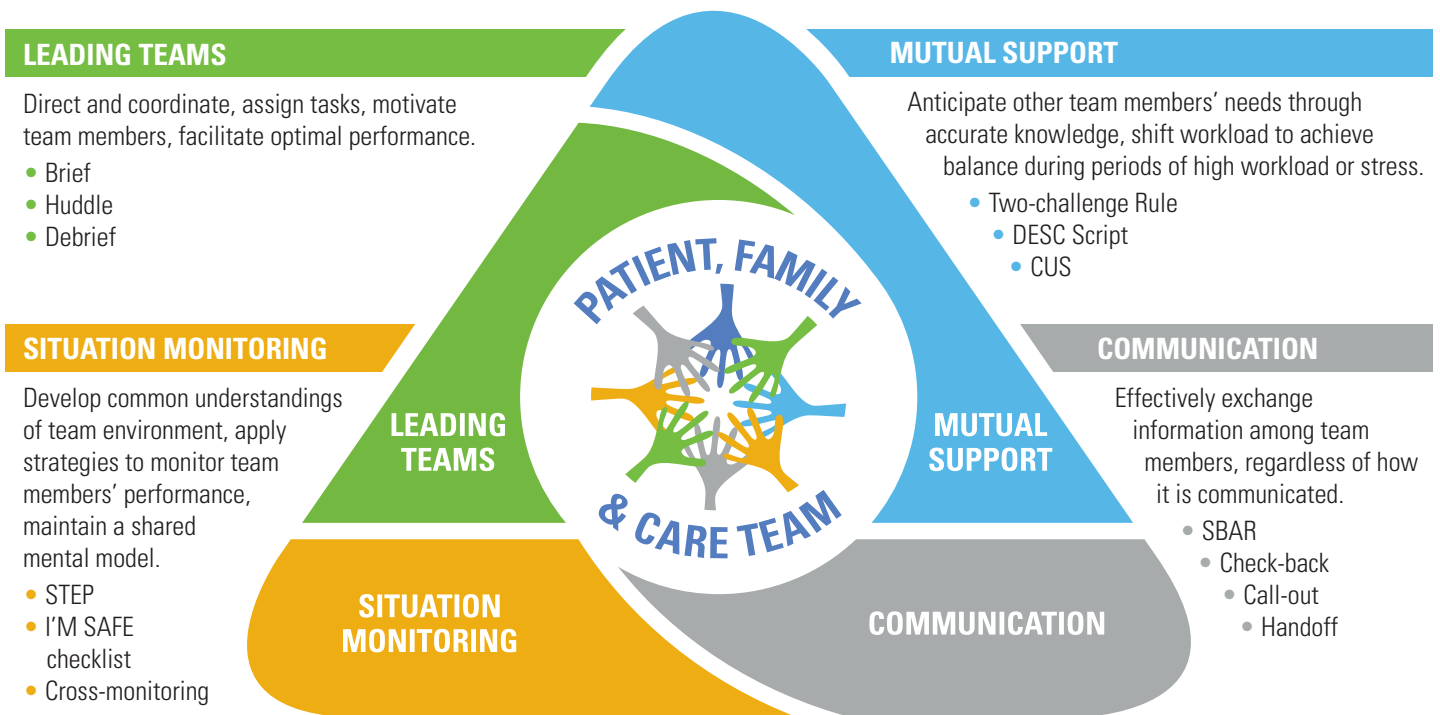 LEADING TEAMS
Direct and coordinate, assign tasks, motivate
team members, facilitate optimal performance.
• Brief
• Huddle
• Debrief
MUTUAL SUPPORT
Anticipate other team members’ needs through
accurate knowledge, shift workload to achieve
balance during periods of high workload or stress.
• Two-challenge Rule
• DESC Script
• CUS
SITUATION MONITORING
Develop common understandings
of team environment, apply
strategies to monitor team
members’ performance,
maintain a shared
mental model.
• STEP
• I’M SAFE
checklist
• Cross-monitoring
COMMUNICATION
Effectively exchange
information among team
members, regardless of how
it is communicated.
• SBAR
• Check-back
• Call-out
• Handoff
PATIENT, FAMILY
& CARE TEAM
LEADING
TEAMS
MUTUAL
SUPPORT
SITUATION
MONITORING
COMMUNICATION